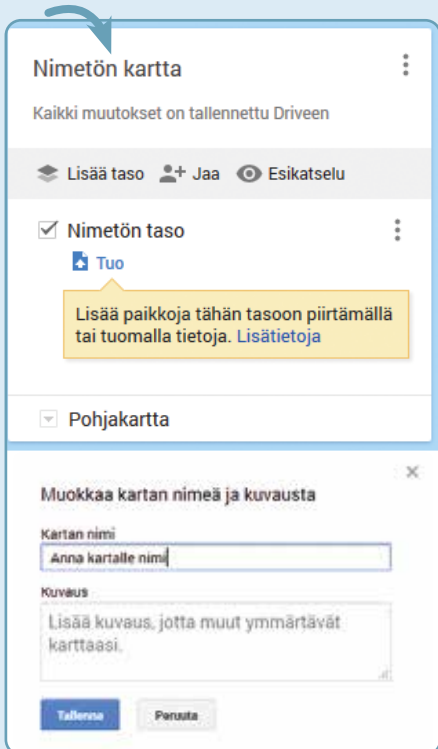 Nimetön kartta
Kaikki muutokset on tallennettu Driveen
Lisää taso Jaa Esikatselu
Nimetön taso
Tuo
Lisää paikkoja tähän tasoon piirtämällä
tai tuomalla tietoja. Lisätietoja
Pohjakartta
Muokkaa kartan nimeä ja kuvausta
Kartan nimi
Anna kartalle nimi
Kuvaus
Lisää kuvaus, jotta muut ymmärtävät
karttaasi.
Tallenna Peruuta